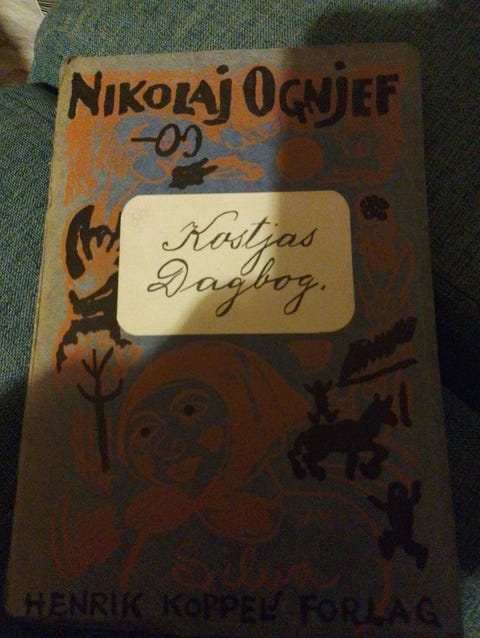 NIKOLAJ OGNJEF
Kostjas
Dagbog.
HENRIK KOPPELS FORLAG